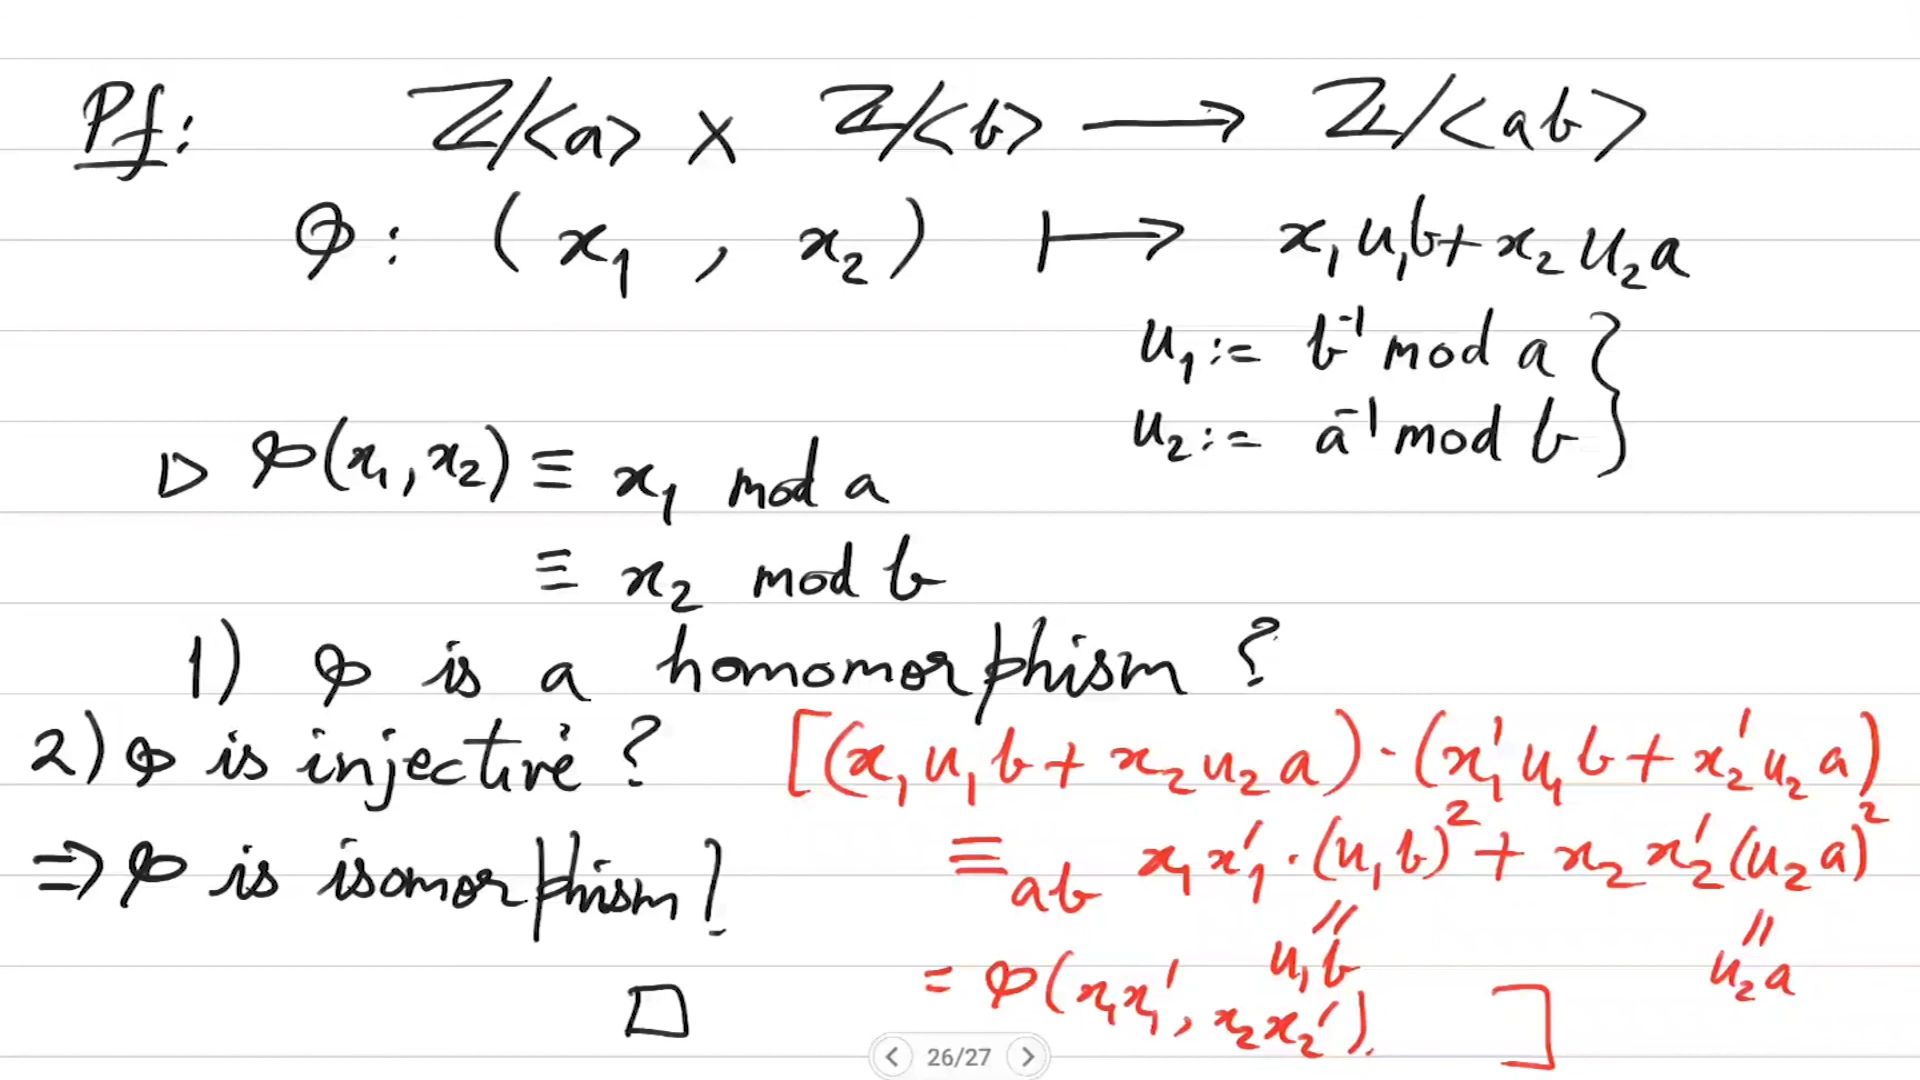 Pf: ℤ/<a> × ℤ/<b> ⟶ ℤ/<ab>
φ: (x₁, x₂) ⟼ x₁u₁b + x₂u₂a
u₁ := b⁻¹ mod a }
u₂ := a⁻¹ mod b
▷ φ(x₁, x₂) ≡ x₁ mod a
≡ x₂ mod b
1) φ is a homomorphism?
2) φ is injective?
⇒ φ is isomorphism!
□
[(x₁u₁b + x₂u₂a)·(x₁'u₁b + x₂'u₂a)
≡_ab x₁x₁'·(u₁b)² + x₂x₂'(u₂a)²
// //
u₁b u₂a
= φ(x₁x₁', x₂x₂'). ]
26/27